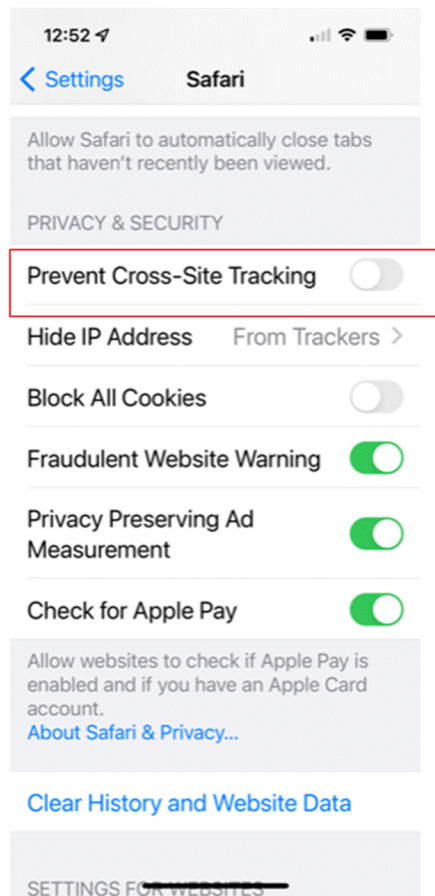 12:52
Settings
Safari
Allow Safari to automatically close tabs
that haven't recently been viewed.
PRIVACY & SECURITY
Prevent Cross-Site Tracking
Hide IP Address From Trackers
Block All Cookies
Fraudulent Website Warning
Privacy Preserving Ad
Measurement
Check for Apple Pay
Allow websites to check if Apple Pay is
enabled and if you have an Apple Card
account.
About Safari & Privacy...
Clear History and Website Data
SETTINGS FOR WEBSITES